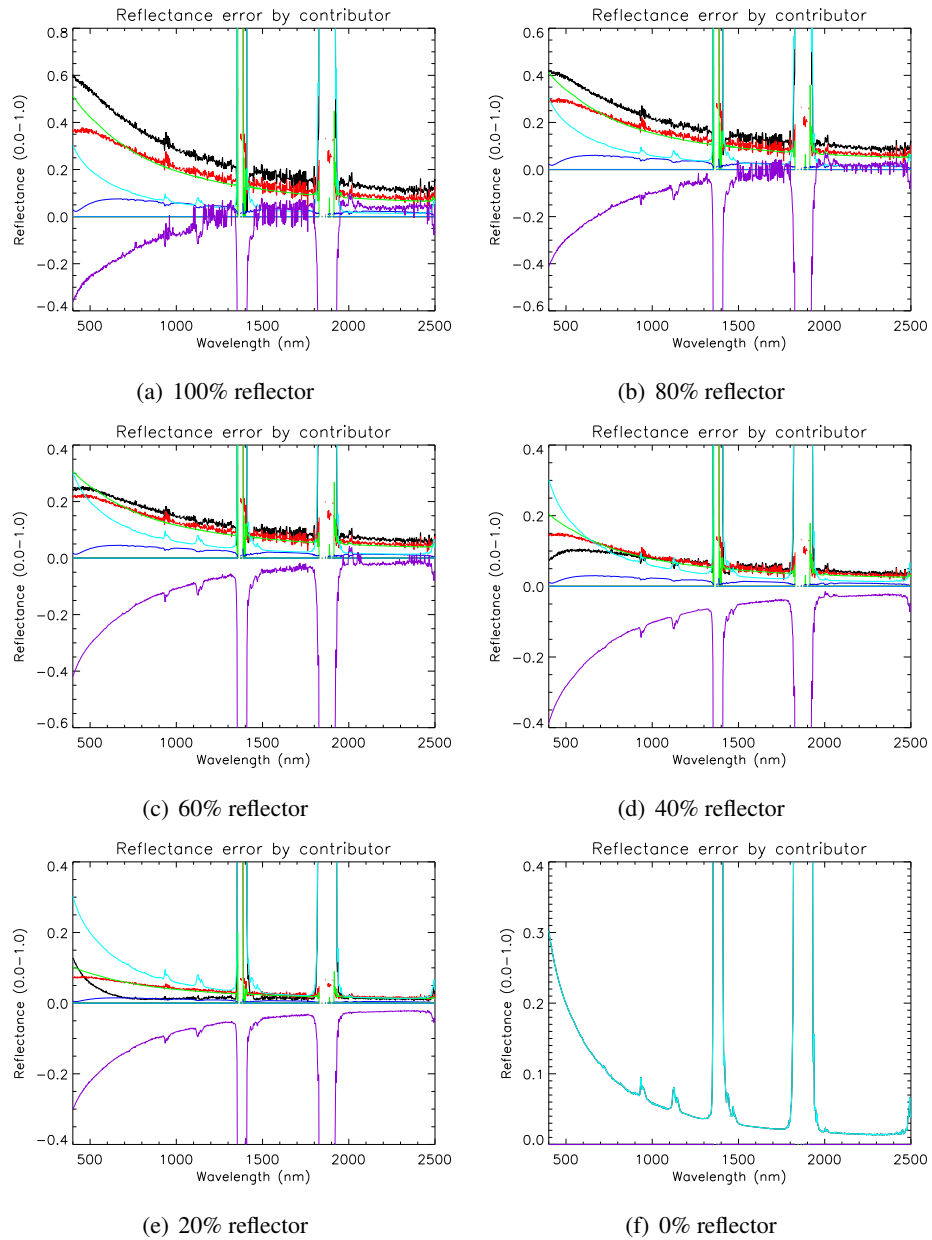 Reflectance error by contributor
Reflectance (0.0−1.0)
0.8
0.6
0.4
0.2
0.0
−0.2
−0.4
500 1000 1500 2000 2500
Wavelength (nm)
(a) 100% reflector
Reflectance error by contributor
Reflectance (0.0−1.0)
0.6
0.4
0.2
0.0
−0.2
−0.4
−0.6
500 1000 1500 2000 2500
Wavelength (nm)
(b) 80% reflector
Reflectance error by contributor
Reflectance (0.0−1.0)
0.4
0.2
0.0
−0.2
−0.4
−0.6
500 1000 1500 2000 2500
Wavelength (nm)
(c) 60% reflector
Reflectance error by contributor
Reflectance (0.0−1.0)
0.4
0.2
0.0
−0.2
−0.4
500 1000 1500 2000 2500
Wavelength (nm)
(d) 40% reflector
Reflectance error by contributor
Reflectance (0.0−1.0)
0.4
0.2
0.0
−0.2
−0.4
500 1000 1500 2000 2500
Wavelength (nm)
(e) 20% reflector
Reflectance error by contributor
Reflectance (0.0−1.0)
0.4
0.3
0.2
0.1
0.0
500 1000 1500 2000 2500
Wavelength (nm)
(f) 0% reflector